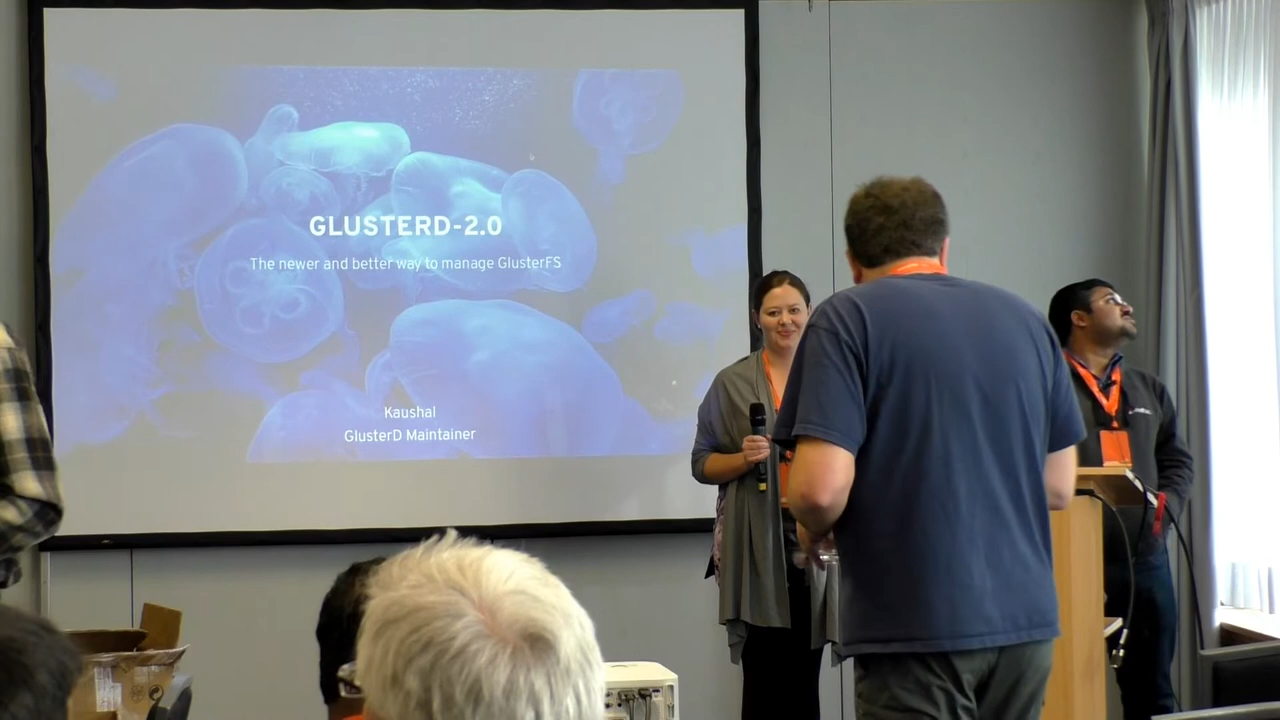 GLUSTERD-2.0
The newer and better way to manage GlusterFS
Kaushal
GlusterD Maintainer